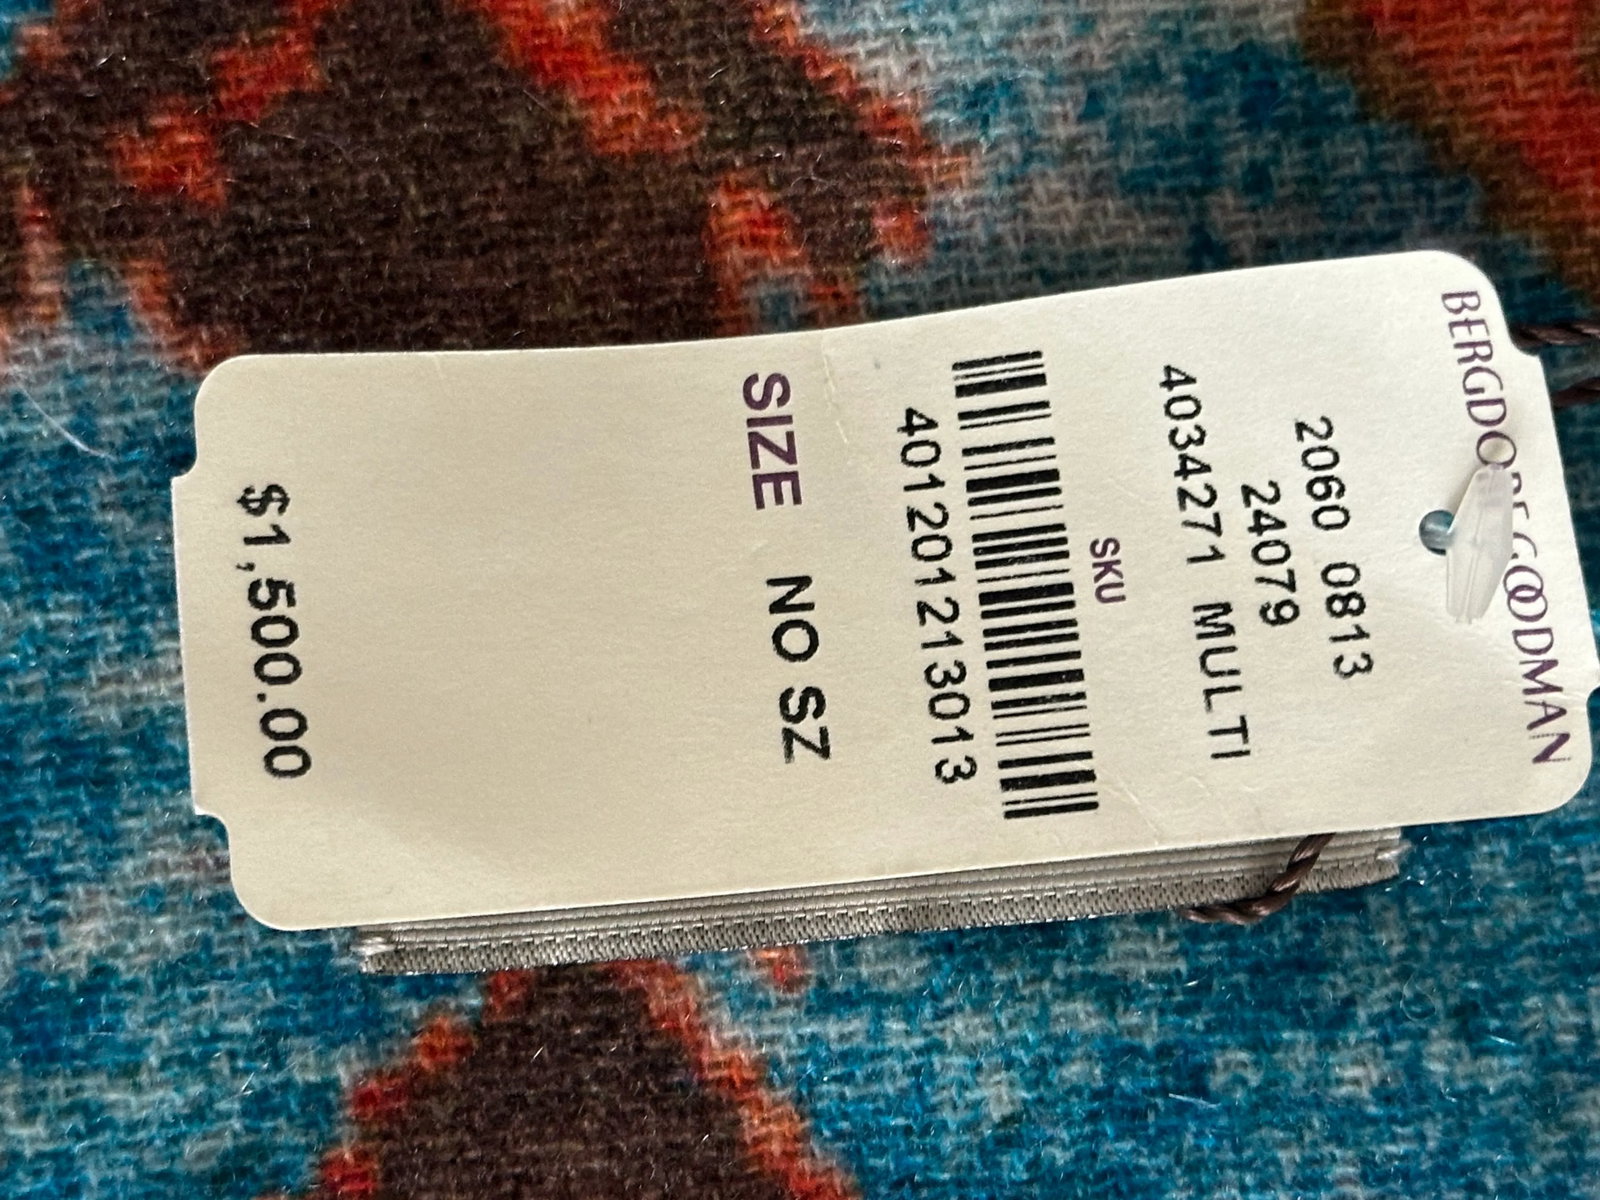 BERGDORF GOODMAN
2060 0813
24079
4034271 MULTI
SKU
401201213013
SIZE NO SZ
$1,500.00